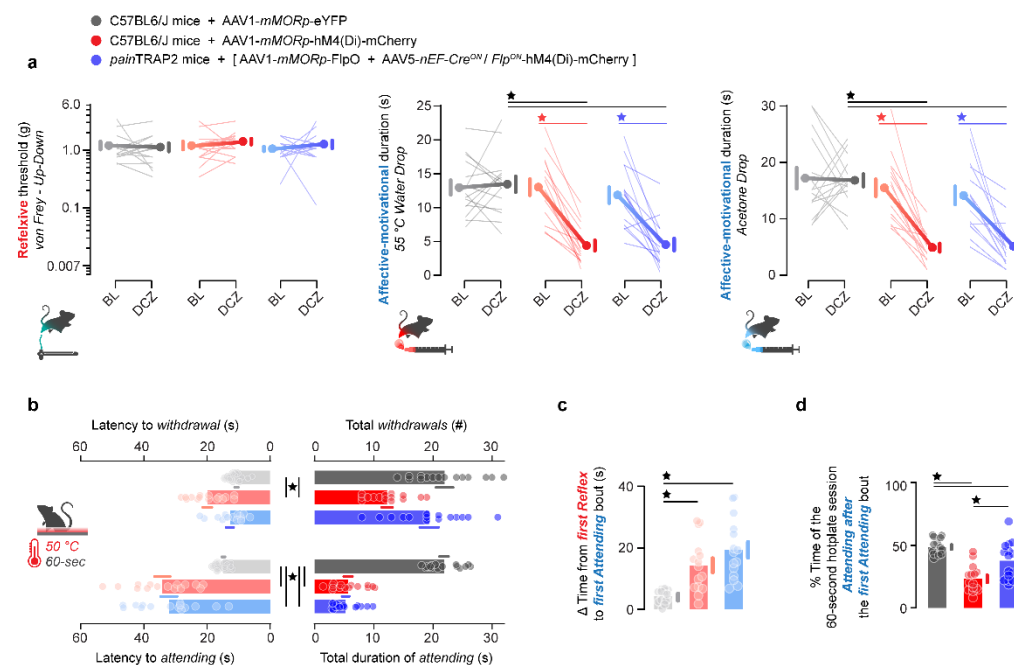 C57BL6/J mice + AAV1-mMORp-eYFP
C57BL6/J mice + AAV1-mMORp-hM4(Di)-mCherry
painTRAP2 mice + [ AAV1-mMORp-FlpO + AAV5-nEF-Cre^ON / Flp^ON-hM4(Di)-mCherry ]
a
Refelxive threshold (g)
von Frey - Up-Down
6.0
1.0
0.1
0.007
BL
DCZ
BL
DCZ
BL
DCZ
Affective-motivational duration (s)
55 °C Water Drop
25
20
15
10
5
0
BL
DCZ
BL
DCZ
BL
DCZ
Affective-motivational duration (s)
Acetone Drop
30
20
10
0
BL
DCZ
BL
DCZ
BL
DCZ
b
Latency to withdrawal (s)
60 40 20 0
Total withdrawals (#)
0 10 20 30
50 °C
60-sec
60 40 20 0
Latency to attending (s)
0 10 20 30
Total duration of attending (s)
c
Δ Time from first Reflex
to first Attending bout (s)
40
20
0
d
% Time of the
60-second hotplate session
Attending after
the first Attending bout
100
50
0